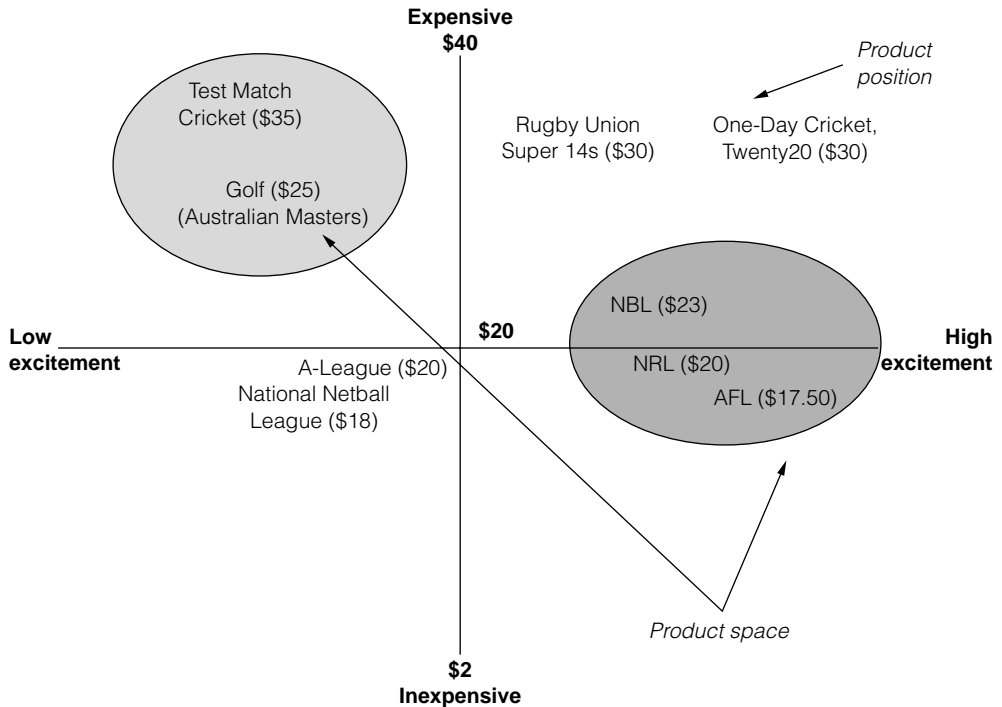 Expensive
$40
Product
position
Test Match
Cricket ($35)
Rugby Union
Super 14s ($30)
One-Day Cricket,
Twenty20 ($30)
Golf ($25)
(Australian Masters)
NBL ($23)
Low
excitement
$20
High
excitement
A-League ($20)
National Netball
League ($18)
NRL ($20)
AFL ($17.50)
Product space
$2
Inexpensive